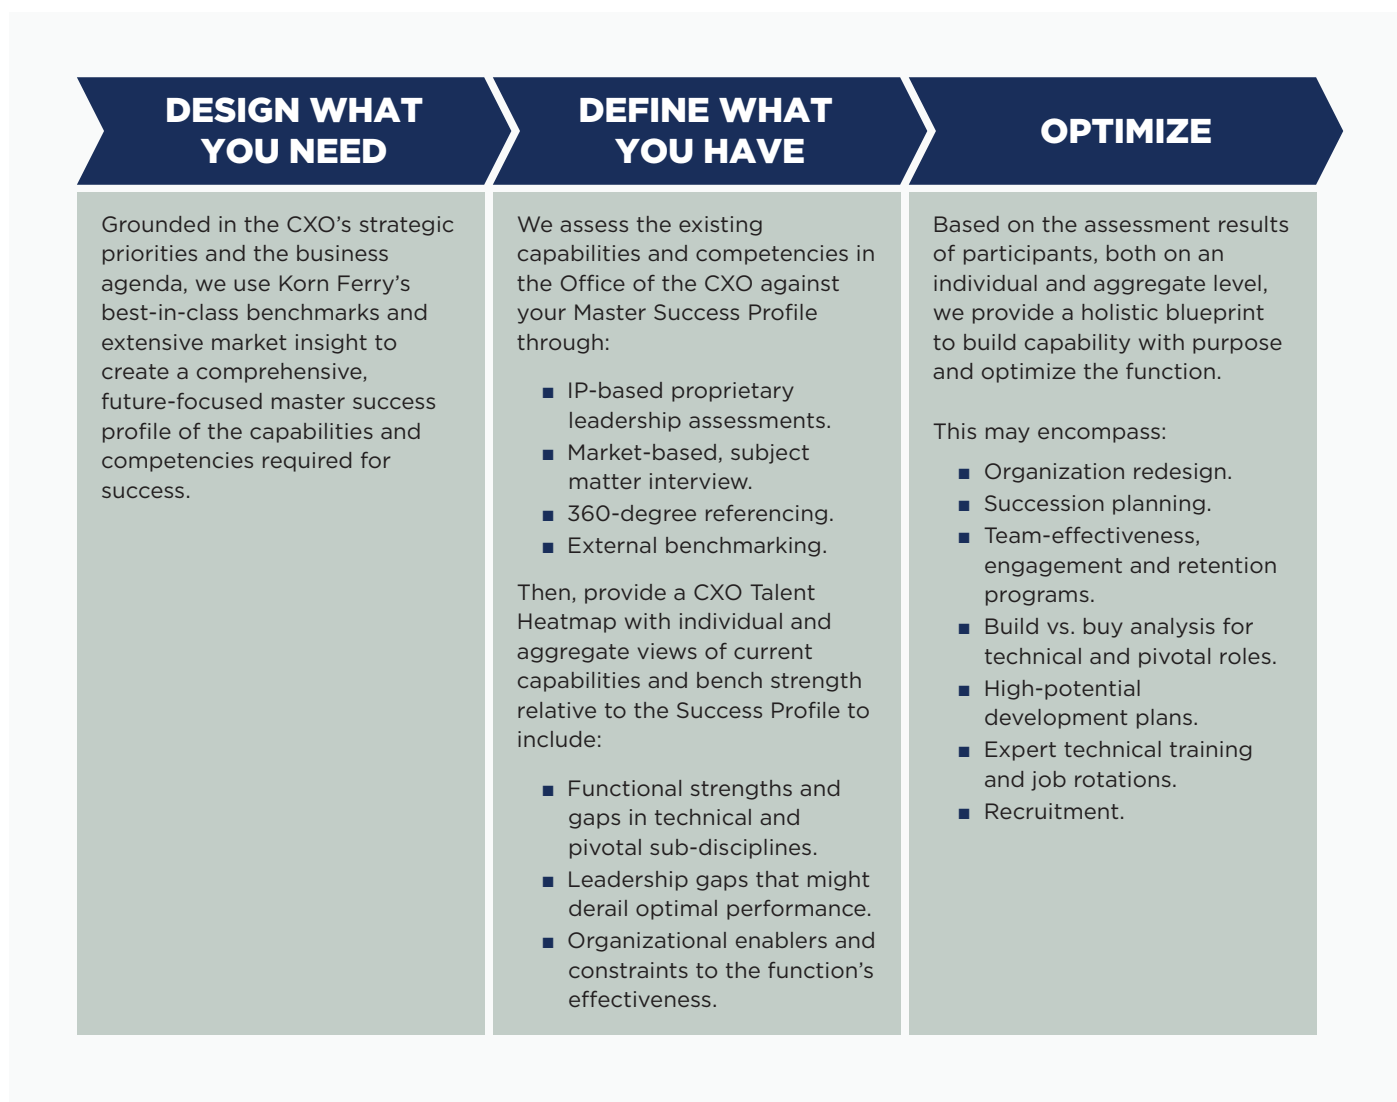 DESIGN WHAT
YOU NEED
Grounded in the CXO’s strategic
priorities and the business
agenda, we use Korn Ferry’s
best-in-class benchmarks and
extensive market insight to
create a comprehensive,
future-focused master success
profile of the capabilities and
competencies required for
success.
DEFINE WHAT
YOU HAVE
We assess the existing
capabilities and competencies in
the Office of the CXO against
your Master Success Profile
through:
■ IP-based proprietary
leadership assessments.
■ Market-based, subject
matter interview.
■ 360-degree referencing.
■ External benchmarking.
Then, provide a CXO Talent
Heatmap with individual and
aggregate views of current
capabilities and bench strength
relative to the Success Profile to
include:
■ Functional strengths and
gaps in technical and
pivotal sub-disciplines.
■ Leadership gaps that might
derail optimal performance.
■ Organizational enablers and
constraints to the function’s
effectiveness.
OPTIMIZE
Based on the assessment results
of participants, both on an
individual and aggregate level,
we provide a holistic blueprint
to build capability with purpose
and optimize the function.
This may encompass:
■ Organization redesign.
■ Succession planning.
■ Team-effectiveness,
engagement and retention
programs.
■ Build vs. buy analysis for
technical and pivotal roles.
■ High-potential
development plans.
■ Expert technical training
and job rotations.
■ Recruitment.